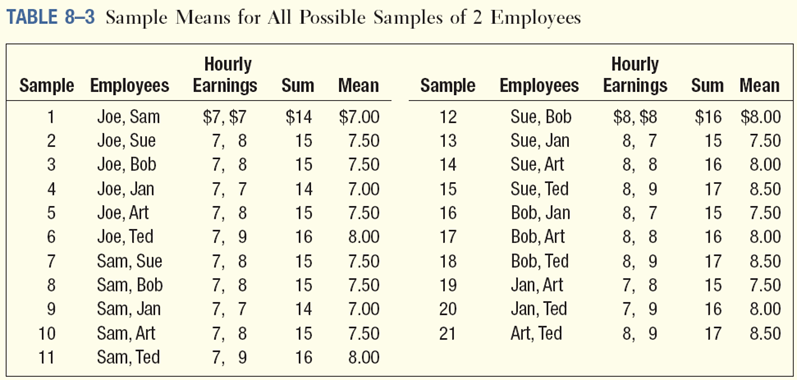 TABLE 8–3 Sample Means for All Possible Samples of 2 Employees
Hourly Hourly
Sample Employees Earnings Sum Mean Sample Employees Earnings Sum Mean
1 Joe, Sam $7, $7 $14 $7.00 12 Sue, Bob $8, $8 $16 $8.00
2 Joe, Sue 7, 8 15 7.50 13 Sue, Jan 8, 7 15 7.50
3 Joe, Bob 7, 8 15 7.50 14 Sue, Art 8, 8 16 8.00
4 Joe, Jan 7, 7 14 7.00 15 Sue, Ted 8, 9 17 8.50
5 Joe, Art 7, 8 15 7.50 16 Bob, Jan 8, 7 15 7.50
6 Joe, Ted 7, 9 16 8.00 17 Bob, Art 8, 8 16 8.00
7 Sam, Sue 7, 8 15 7.50 18 Bob, Ted 8, 9 17 8.50
8 Sam, Bob 7, 8 15 7.50 19 Jan, Art 7, 8 15 7.50
9 Sam, Jan 7, 7 14 7.00 20 Jan, Ted 7, 9 16 8.00
10 Sam, Art 7, 8 15 7.50 21 Art, Ted 8, 9 17 8.50
11 Sam, Ted 7, 9 16 8.00